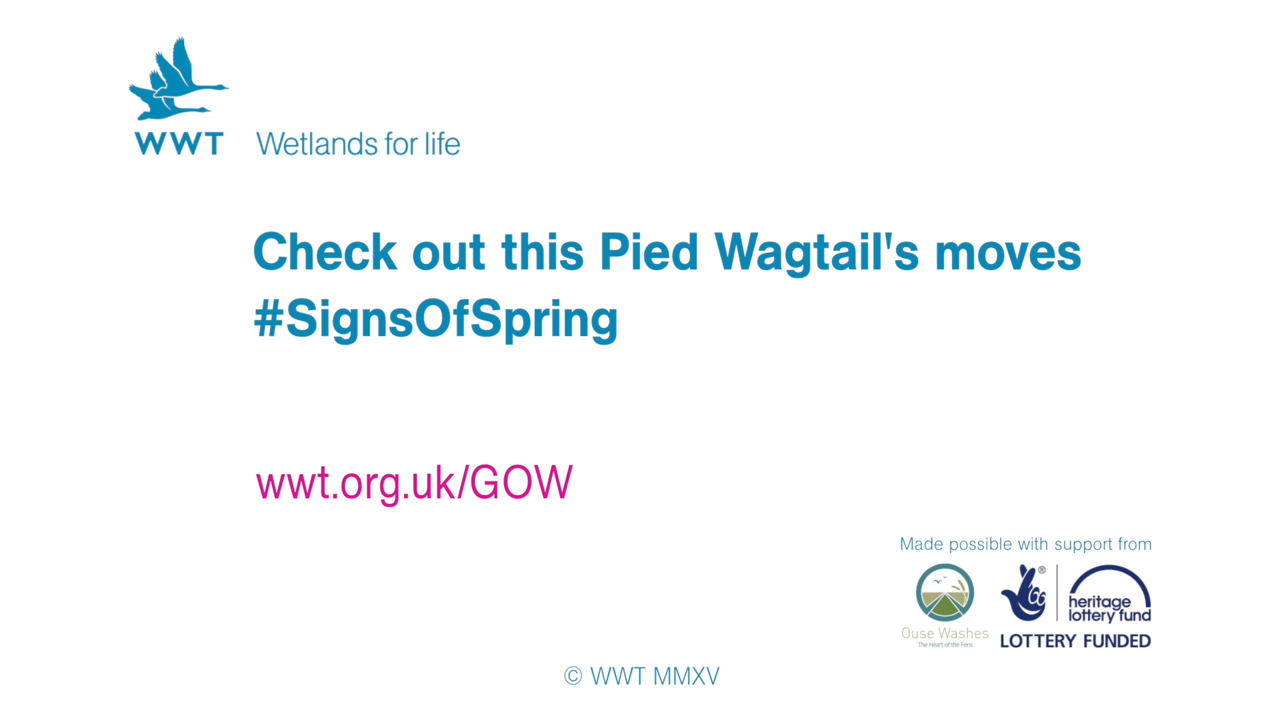 WWT Wetlands for life
Check out this Pied Wagtail's moves
#SignsOfSpring
wwt.org.uk/GOW
Made possible with support from
Ouse Washes
The Heart of the Fens
®
heritage
lottery fund
LOTTERY FUNDED
© WWT MMXV